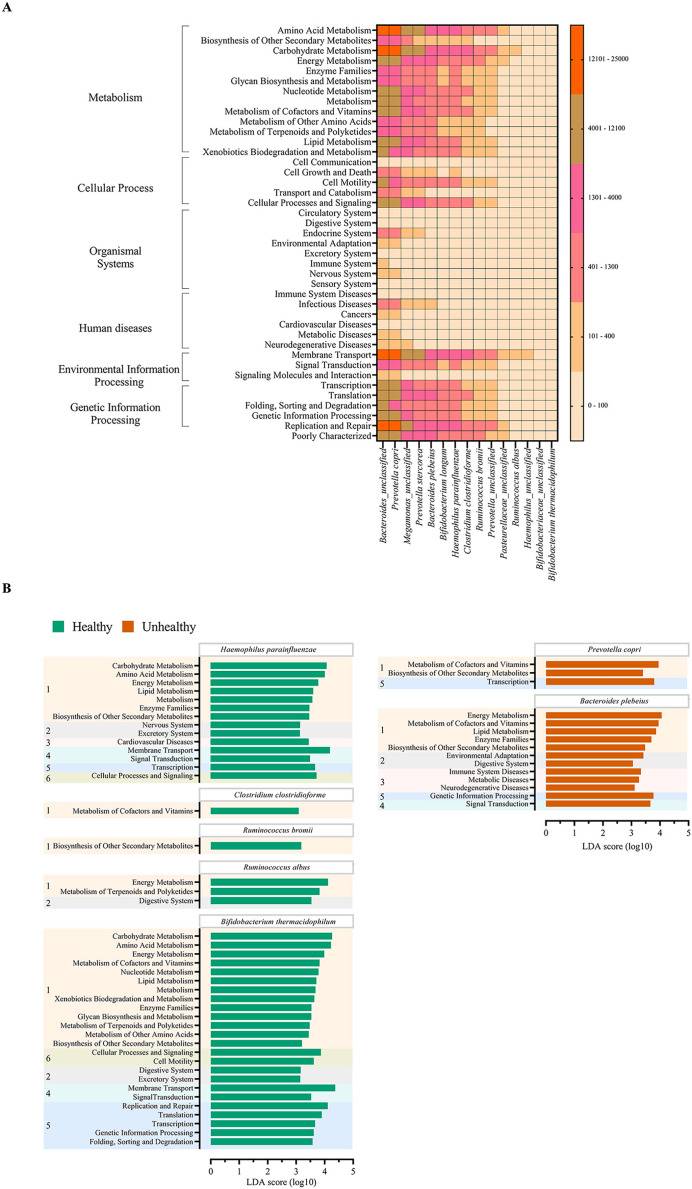 A
Metabolism
Cellular Process
Organismal
Systems
Human diseases
Environmental Information
Processing
Genetic Information
Processing
Amino Acid Metabolism
Biosynthesis of Other Secondary Metabolites
Carbohydrate Metabolism
Energy Metabolism
Enzyme Families
Glycan Biosynthesis and Metabolism
Nucleotide Metabolism
Metabolism
Metabolism of Cofactors and Vitamins
Metabolism of Other Amino Acids
Metabolism of Terpenoids and Polyketides
Lipid Metabolism
Xenobiotics Biodegradation and Metabolism
Cell Communication
Cell Growth and Death
Cell Motility
Transport and Catabolism
Cellular Processes and Signaling
Circulatory System
Digestive System
Endocrine System
Environmental Adaptation
Excretory System
Immune System
Nervous System
Sensory System
Immune System Diseases
Infectious Diseases
Cancers
Cardiovascular Diseases
Metabolic Diseases
Neurodegenerative Diseases
Membrane Transport
Signal Transduction
Signaling Molecules and Interaction
Transcription
Translation
Folding, Sorting and Degradation
Genetic Information Processing
Replication and Repair
Poorly Characterized
Bacteroides_unclassified
Prevotella copri
Megamonas_unclassified
Prevotella stercorea
Bacteroides plebeius
Bifidobacterium longum
Haemophilus parainfluenzae
Clostridium clostridioforme
Ruminococcus bromii
Prevotella_unclassified
Pasteurellaceae_unclassified
Ruminococcus albus
Haemophilus_unclassified
Bifidobacteriaceae_unclassified
Bifidobacterium thermacidophilum
12101 - 25000
4001 - 12100
1301 - 4000
401 - 1300
101 - 400
0 - 100
B
Healthy
Unhealthy
Haemophilus parainfluenzae
1
Carbohydrate Metabolism
Amino Acid Metabolism
Energy Metabolism
Lipid Metabolism
Metabolism
Enzyme Families
Biosynthesis of Other Secondary Metabolites
2
Nervous System
Excretory System
3
Cardiovascular Diseases
4
Membrane Transport
Signal Transduction
5
Transcription
6
Cellular Processes and Signaling
Clostridium clostridioforme
1
Metabolism of Cofactors and Vitamins
Ruminococcus bromii
1
Biosynthesis of Other Secondary Metabolites
Ruminococcus albus
1
Energy Metabolism
Metabolism of Terpenoids and Polyketides
2
Digestive System
Bifidobacterium thermacidophilum
1
Carbohydrate Metabolism
Amino Acid Metabolism
Energy Metabolism
Metabolism of Cofactors and Vitamins
Nucleotide Metabolism
Lipid Metabolism
Metabolism
Xenobiotics Biodegradation and Metabolism
Enzyme Families
Glycan Biosynthesis and Metabolism
Metabolism of Terpenoids and Polyketides
Metabolism of Other Amino Acids
Biosynthesis of Other Secondary Metabolites
6
Cellular Processes and Signaling
Cell Motility
2
Digestive System
Excretory System
4
Membrane Transport
SignalTransduction
5
Replication and Repair
Translation
Transcription
Genetic Information Processing
Folding, Sorting and Degradation
0 1 2 3 4 5
LDA score (log10)
Prevotella copri
1
Metabolism of Cofactors and Vitamins
Biosynthesis of Other Secondary Metabolites
5
Transcription
Bacteroides plebeius
1
Energy Metabolism
Metabolism of Cofactors and Vitamins
Lipid Metabolism
Enzyme Families
Biosynthesis of Other Secondary Metabolites
2
Environmental Adaptation
Digestive System
3
Immune System Diseases
Metabolic Diseases
Neurodegenerative Diseases
5
Genetic Information Processing
4
Signal Transduction
0 1 2 3 4 5
LDA score (log10)